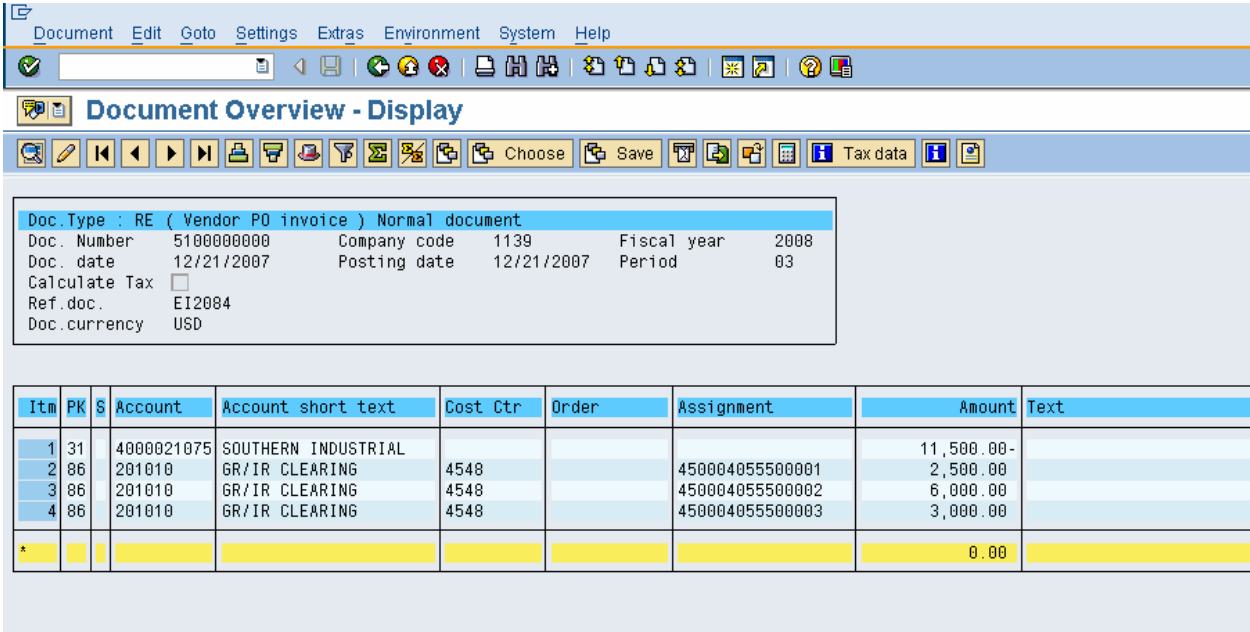 Document Edit Goto Settings Extras Environment System Help
Document Overview - Display
Choose Save Tax data
Doc.Type : RE ( Vendor PO invoice ) Normal document
Doc. Number 5100000000 Company code 1139 Fiscal year 2008
Doc. date 12/21/2007 Posting date 12/21/2007 Period 03
Calculate Tax
Ref.doc. EI2084
Doc.currency USD
Itm PK S Account Account short text Cost Ctr Order Assignment Amount Text
1 31 4000021075 SOUTHERN INDUSTRIAL 11,500.00-
2 86 201010 GR/IR CLEARING 4548 450004055500001 2,500.00
3 86 201010 GR/IR CLEARING 4548 450004055500002 6,000.00
4 86 201010 GR/IR CLEARING 4548 450004055500003 3,000.00
* 0.00